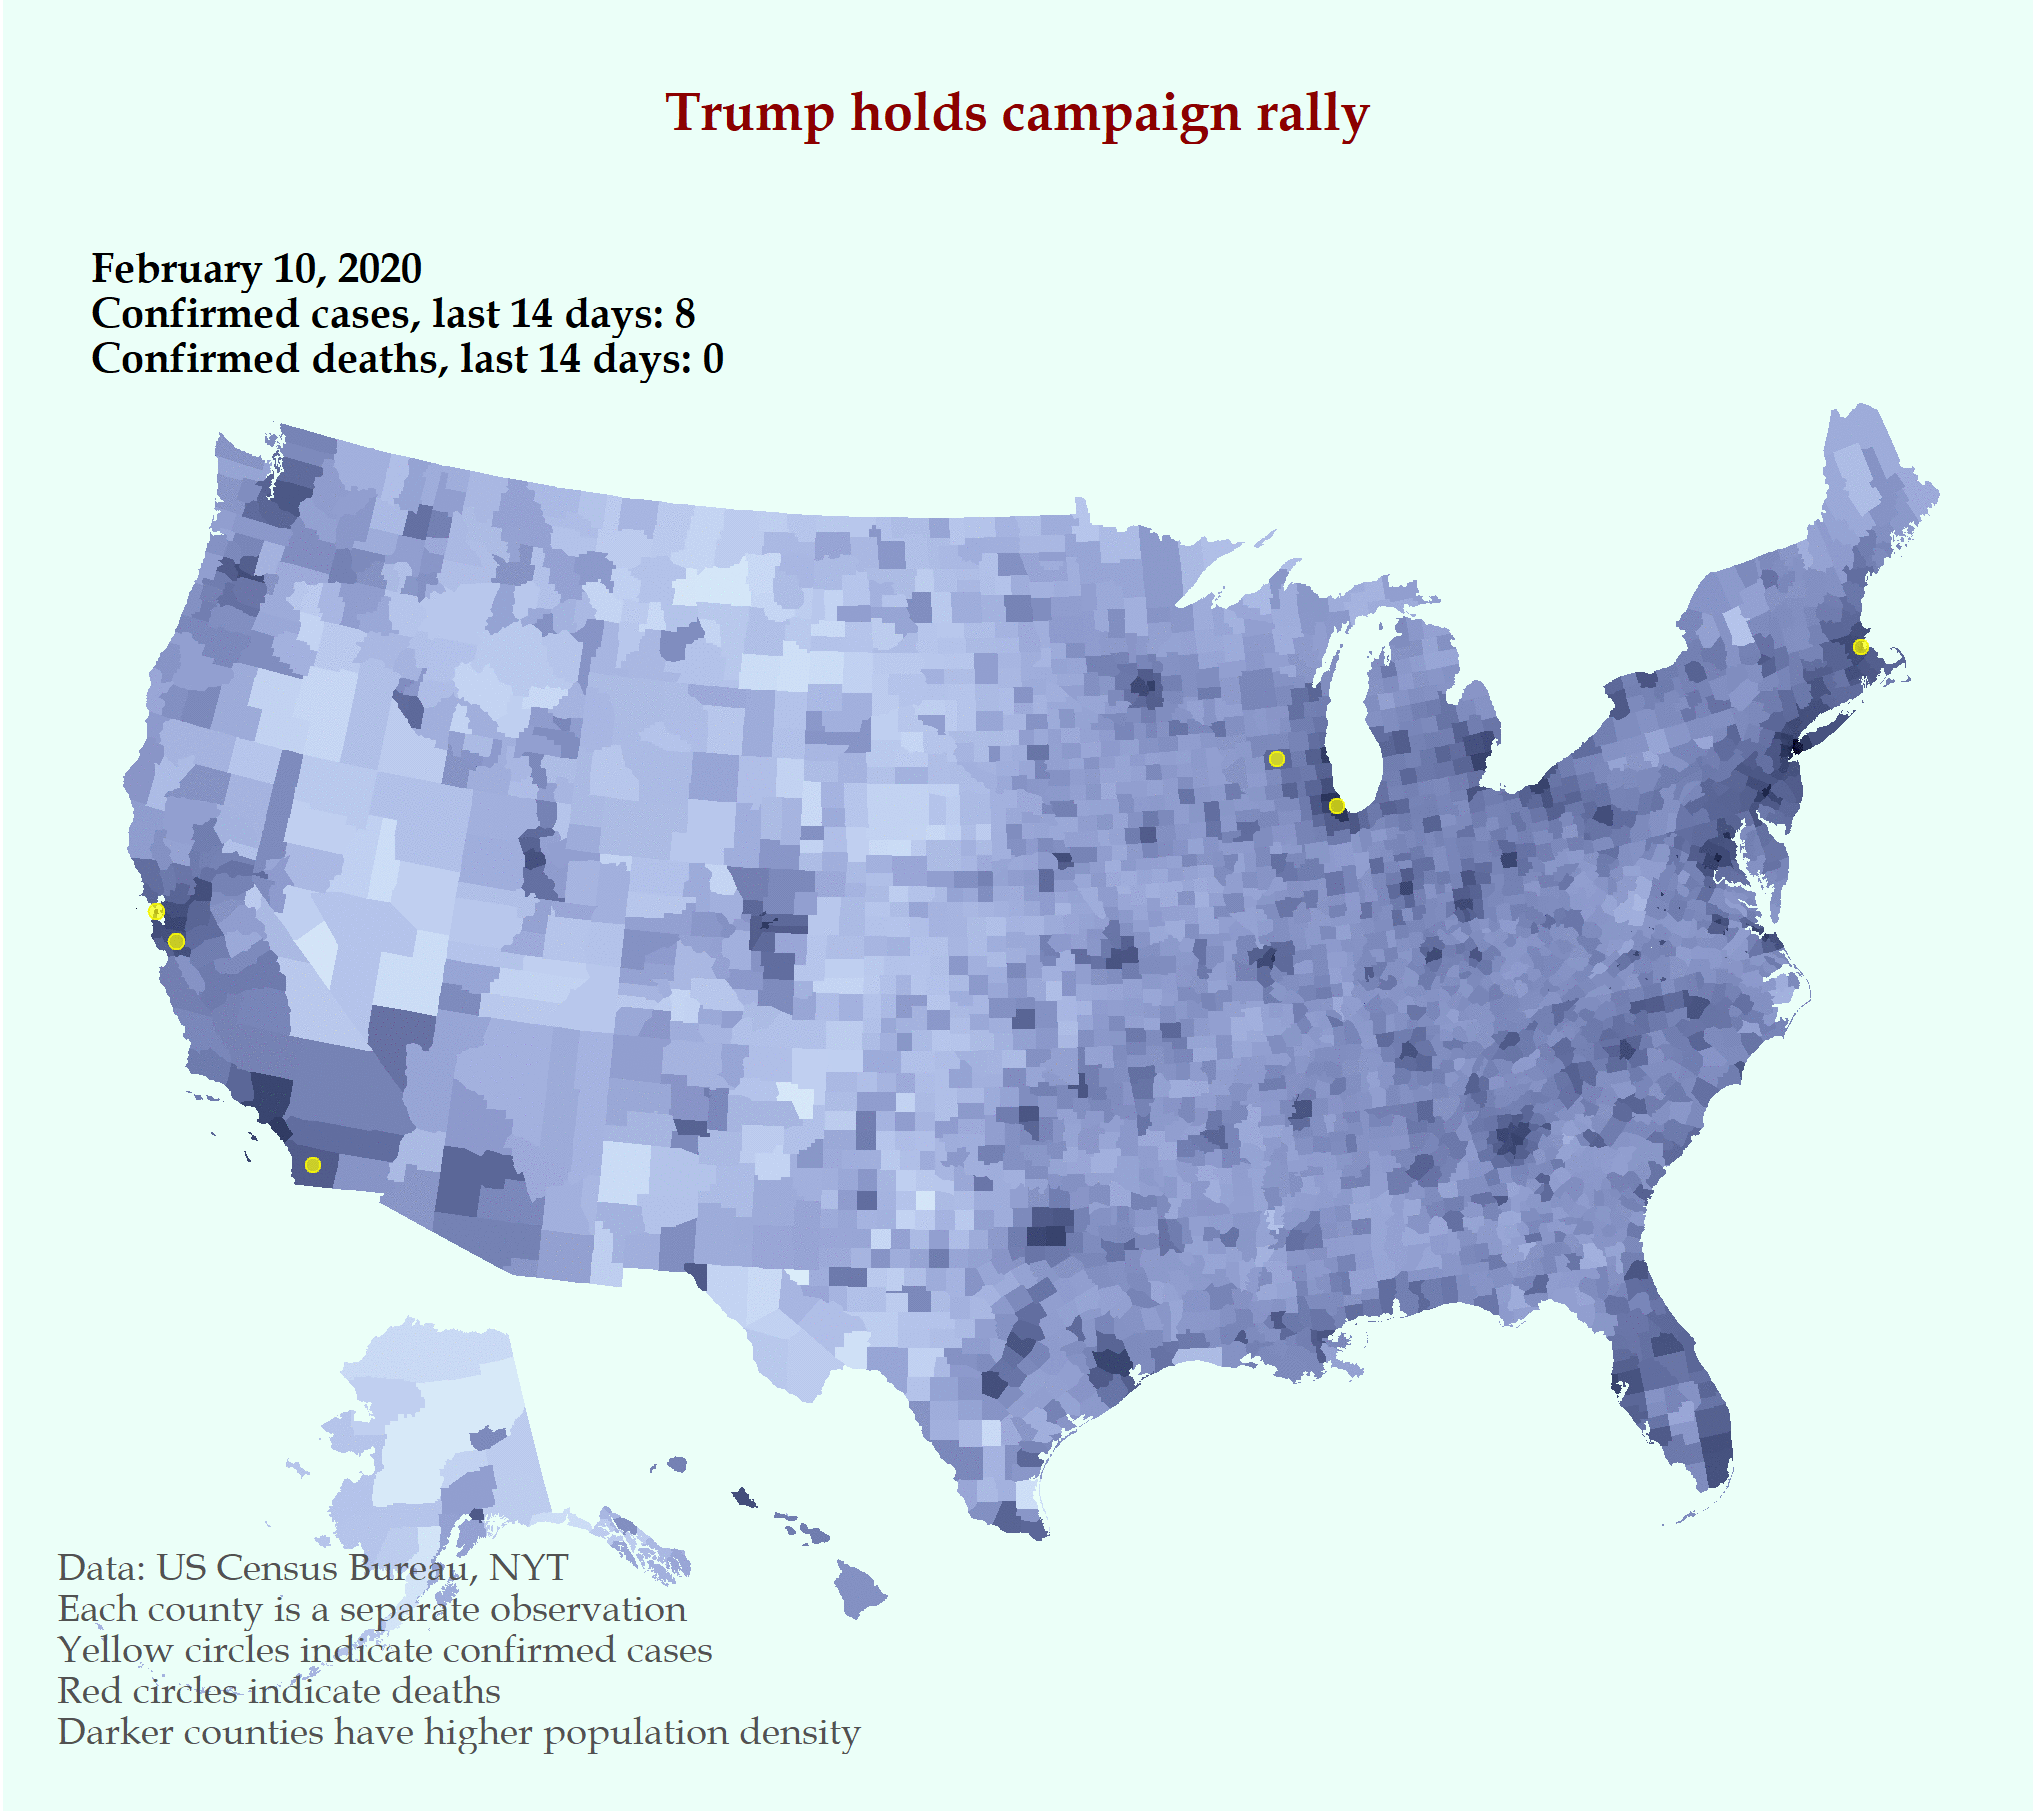 Trump holds campaign rally
February 10, 2020
Confirmed cases, last 14 days: 8
Confirmed deaths, last 14 days: 0
Data: US Census Bureau, NYT
Each county is a separate observation
Yellow circles indicate confirmed cases
Red circles indicate deaths
Darker counties have higher population density